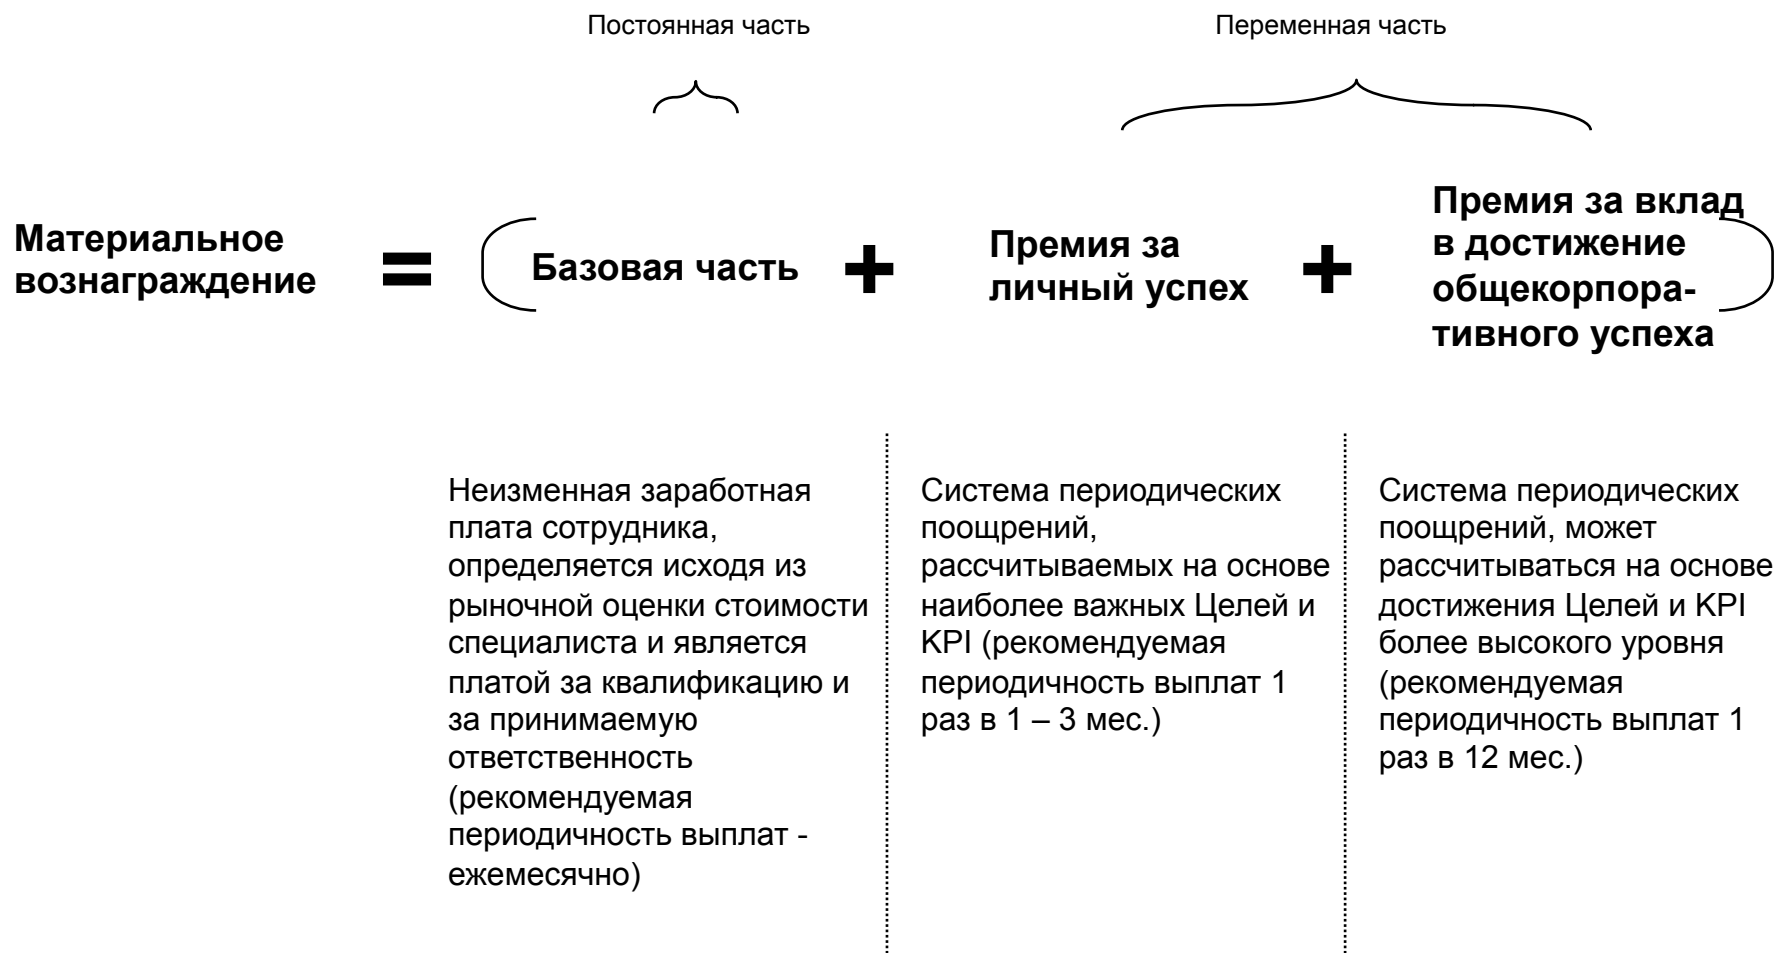 Постоянная часть
Переменная часть
Материальное
вознаграждение
=
Базовая часть
+
Премия за
личный успех
+
Премия за вклад
в достижение
общекорпора-
тивного успеха
Неизменная заработная
плата сотрудника,
определяется исходя из
рыночной оценки стоимости
специалиста и является
платой за квалификацию и
за принимаемую
ответственность
(рекомендуемая
периодичность выплат -
ежемесячно)
Система периодических
поощрений,
рассчитываемых на основе
наиболее важных Целей и
KPI (рекомендуемая
периодичность выплат 1
раз в 1 – 3 мес.)
Система периодических
поощрений, может
рассчитываться на основе
достижения Целей и KPI
более высокого уровня
(рекомендуемая
периодичность выплат 1
раз в 12 мес.)